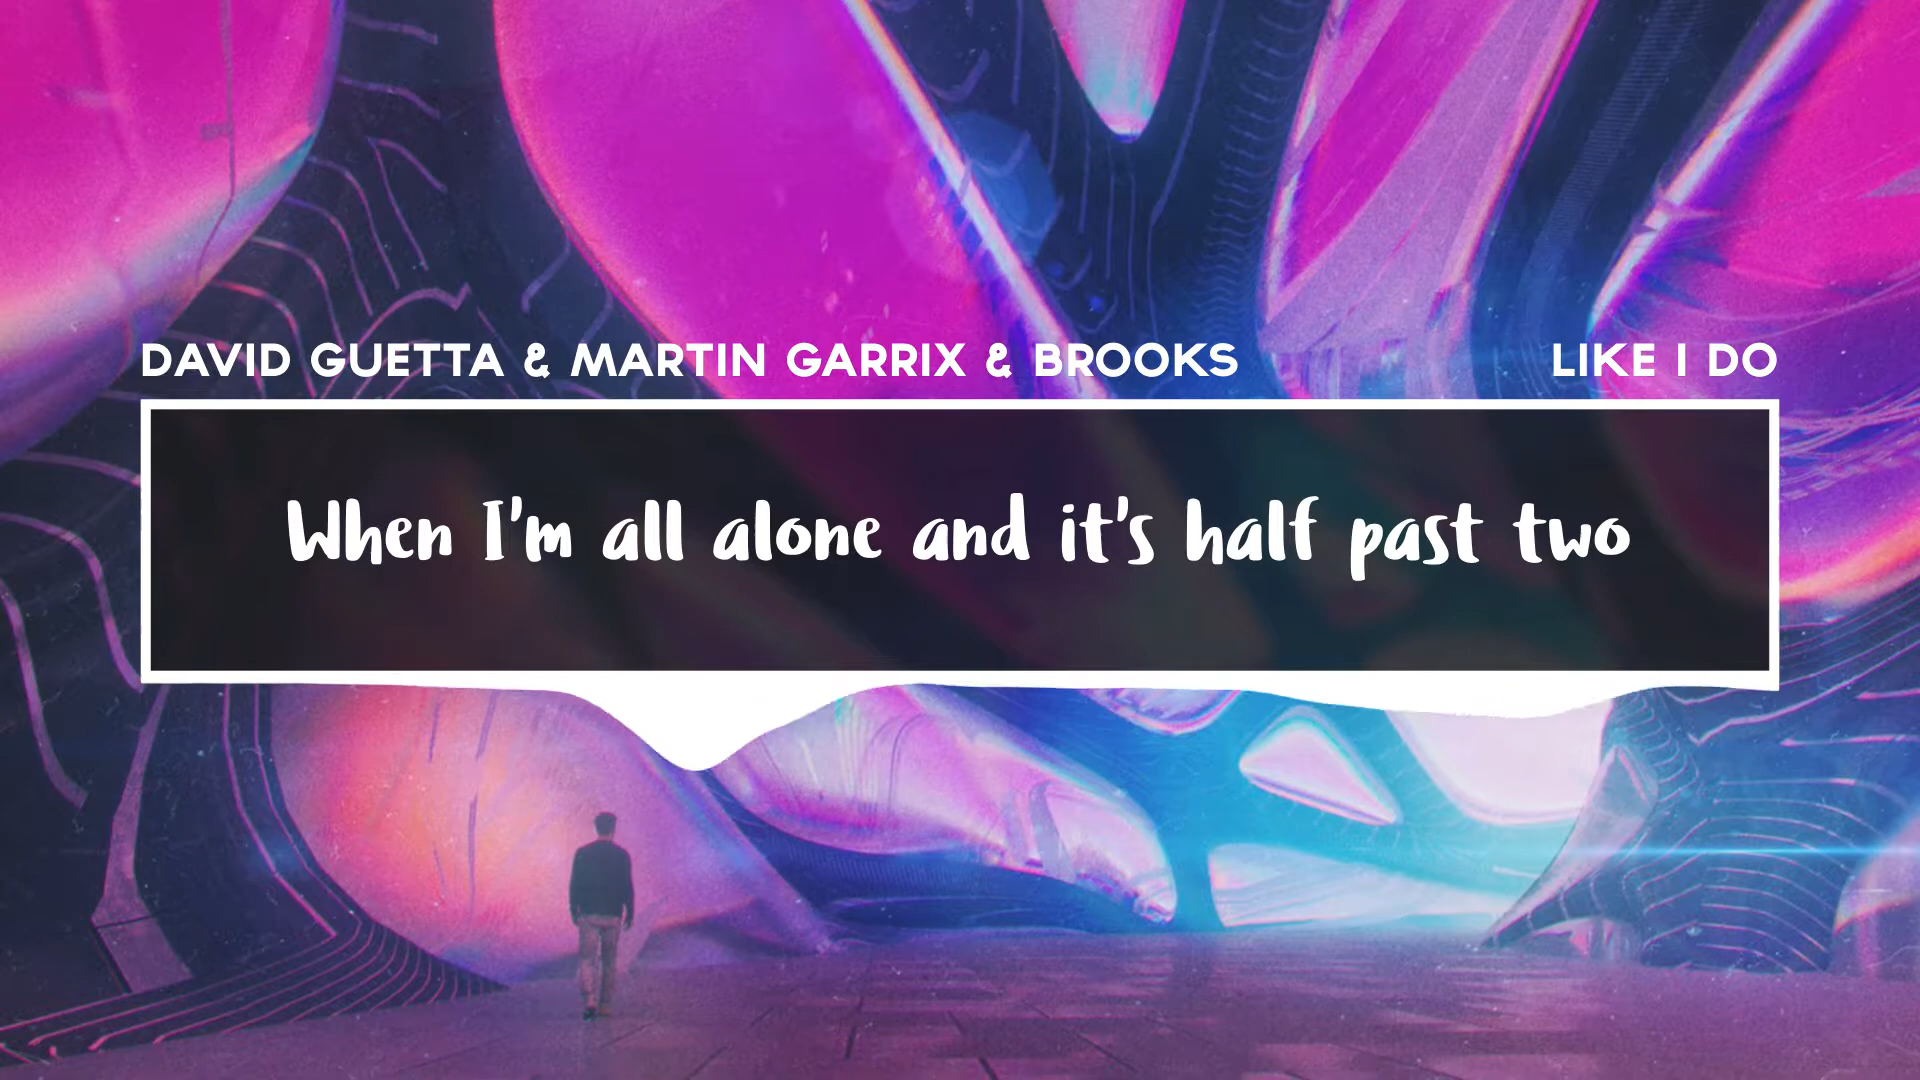 DAVID GUETTA & MARTIN GARRIX & BROOKS
LIKE I DO
When I'm all alone and it's half past two